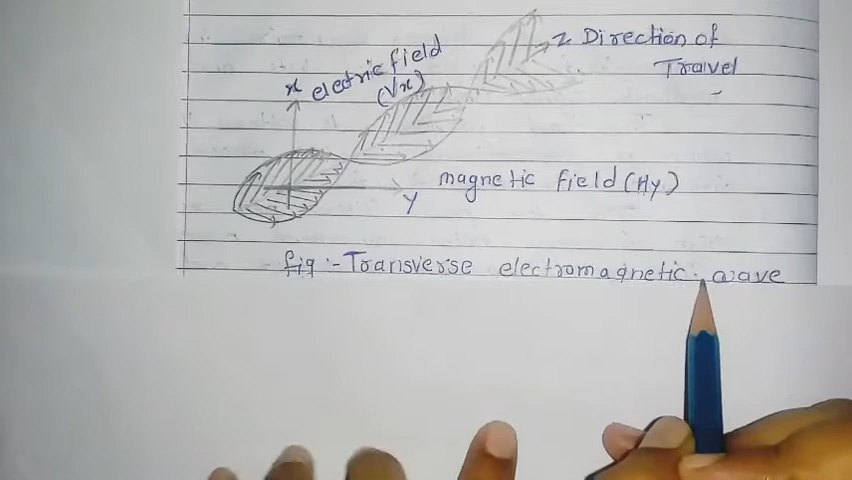 x electric field
(Vx)
z Direction of
Travel
y
magnetic field (Hy)
fig :- Transverse electromagnetic wave